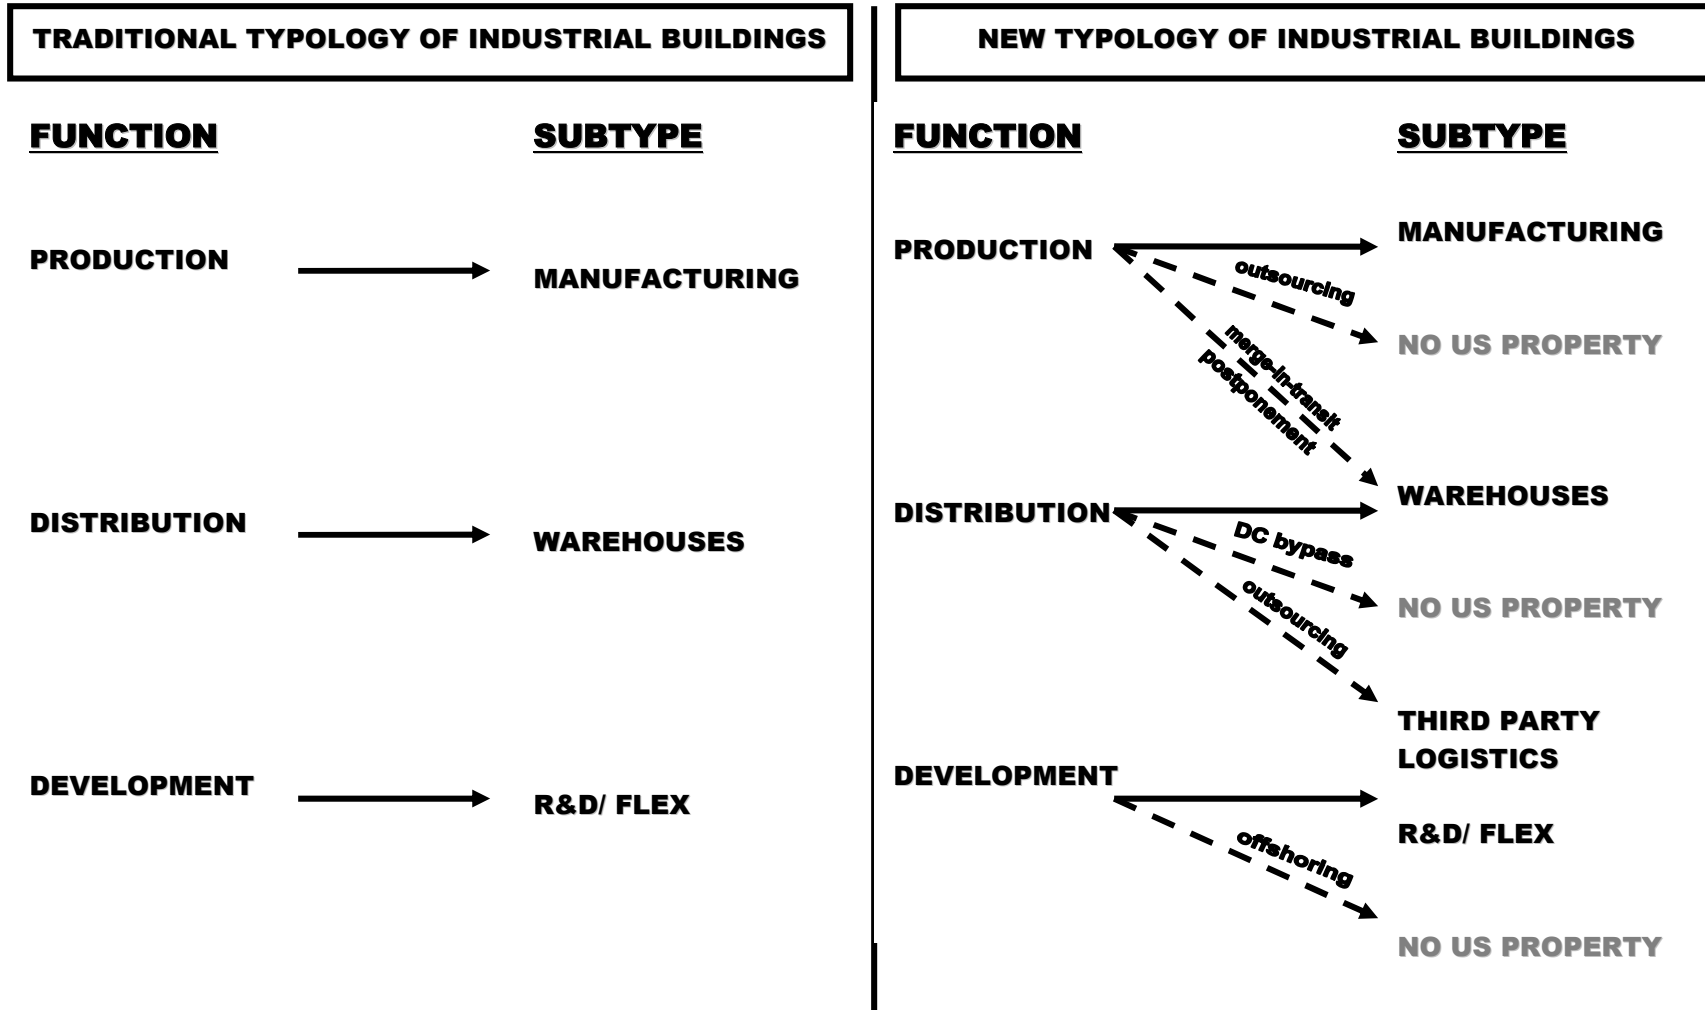 TRADITIONAL TYPOLOGY OF INDUSTRIAL BUILDINGS
FUNCTION
SUBTYPE
PRODUCTION
MANUFACTURING
DISTRIBUTION
WAREHOUSES
DEVELOPMENT
R&D/ FLEX
NEW TYPOLOGY OF INDUSTRIAL BUILDINGS
FUNCTION
SUBTYPE
PRODUCTION
MANUFACTURING
outsourcing
NO US PROPERTY
merge-in-transit
postponement
DISTRIBUTION
WAREHOUSES
DC bypass
NO US PROPERTY
outsourcing
THIRD PARTY
LOGISTICS
DEVELOPMENT
R&D/ FLEX
offshoring
NO US PROPERTY